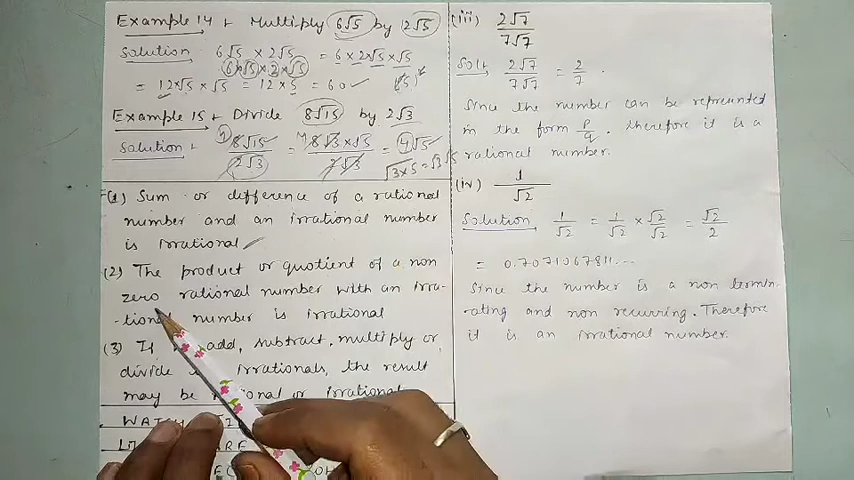 Example 14 Multiply 6√5 by 2√5
Solution 6√5 × 2√5 = 6 × 2 × √5 × √5
6 √5 × 2 √5
= 12 × √5 × √5 = 12 × 5 = 60
Example 15 Divide 8√15 by 2√3
Solution 8√15 / 2√3 = 8√3 × √5 / 2√3 = 4√5
√3×5 = √3 √5
(1) Sum or difference of a rational
number and an irrational number
is irrational
(2) The product or quotient of a non
zero rational number with an irra-
-tional number is irrational
(3) If add, subtract, multiply or
divide irrationals, the result
may be or irrational
(iii) 2√7 / 7√7
Sol: 2√7 / 7√7 = 2/7 .
Since the number can be represented
in the form p/q . Therefore it is a
rational number.
(iv) 1/√2
Solution 1/√2 = 1/√2 × √2/√2 = √2/2
= 0.7071067811...
Since the number is a non termin-
ating and non recurring. Therefore
it is an irrational number.